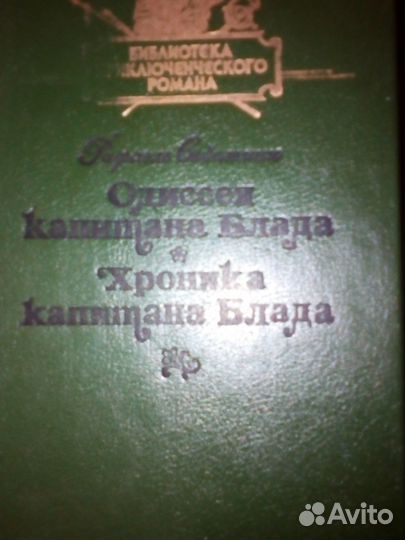 БИБЛИОТЕКА
ПРИКЛЮЧЕНЧЕСКОГО
РОМАНА
Рафаэль Сабатини
Одиссея
капитана Блада
Хроника
капитана Блада
Avito